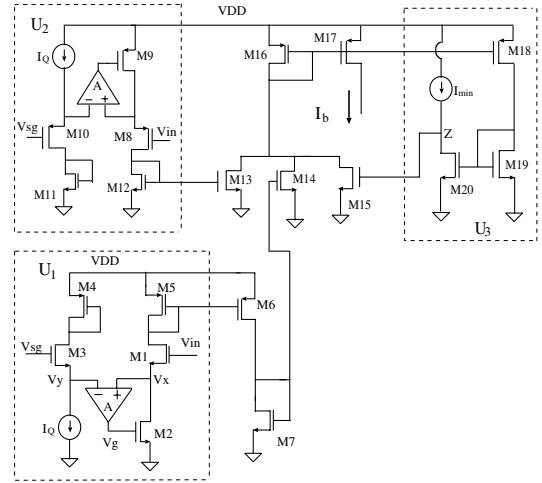 U2
VDD
IQ
M9
A
− +
Vsg
M10
M8
Vin
M11
M12
M13
M16
M17
Ib
M14
M15
M18
U3
Imin
Z
M20
M19
U1
VDD
M4
M5
M6
Vsg
M3
M1
Vin
Vy
Vx
− +
A
IQ
Vg
M2
M7